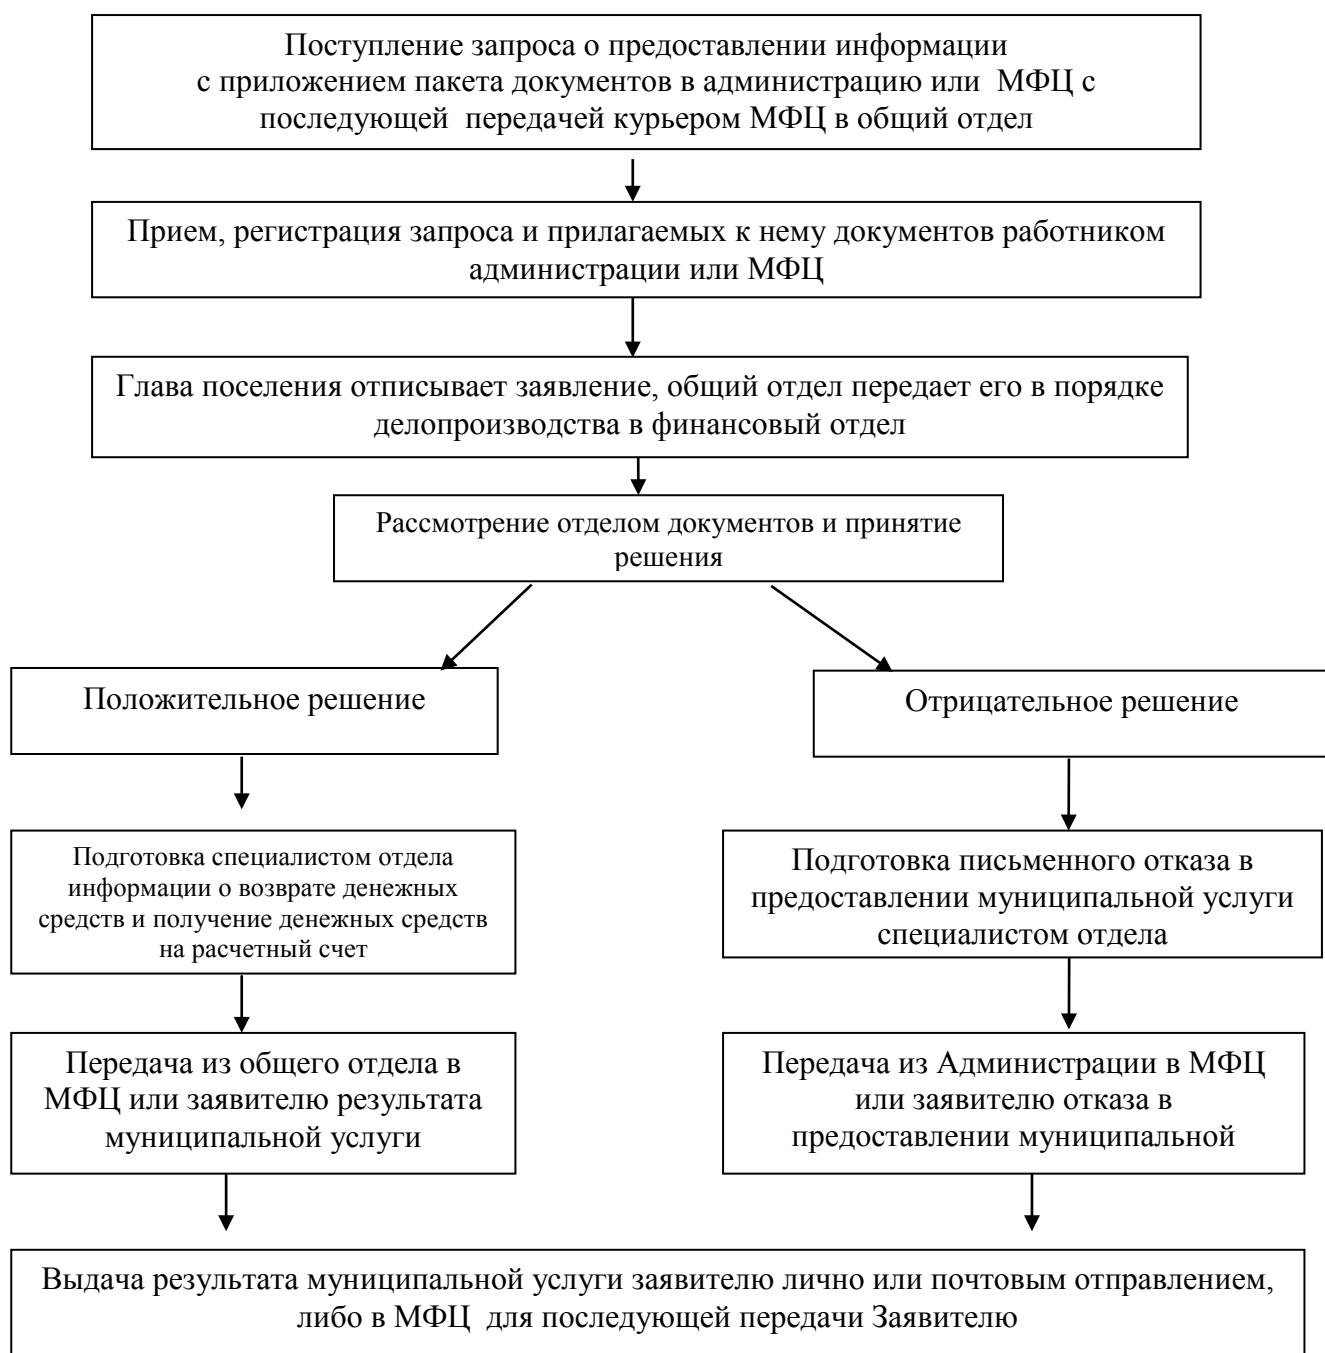 Поступление запроса о предоставлении информации
с приложением пакета документов в администрацию или МФЦ с
последующей передачей курьером МФЦ в общий отдел
Прием, регистрация запроса и прилагаемых к нему документов работником
администрации или МФЦ
Глава поселения отписывает заявление, общий отдел передает его в порядке
делопроизводства в финансовый отдел
Рассмотрение отделом документов и принятие
решения
Положительное решение
Отрицательное решение
Подготовка специалистом отдела
информации о возврате денежных
средств и получение денежных средств
на расчетный счет
Подготовка письменного отказа в
предоставлении муниципальной услуги
специалистом отдела
Передача из общего отдела в
МФЦ или заявителю результата
муниципальной услуги
Передача из Администрации в МФЦ
или заявителю отказа в
предоставлении муниципальной
Выдача результата муниципальной услуги заявителю лично или почтовым отправлением,
либо в МФЦ для последующей передачи Заявителю